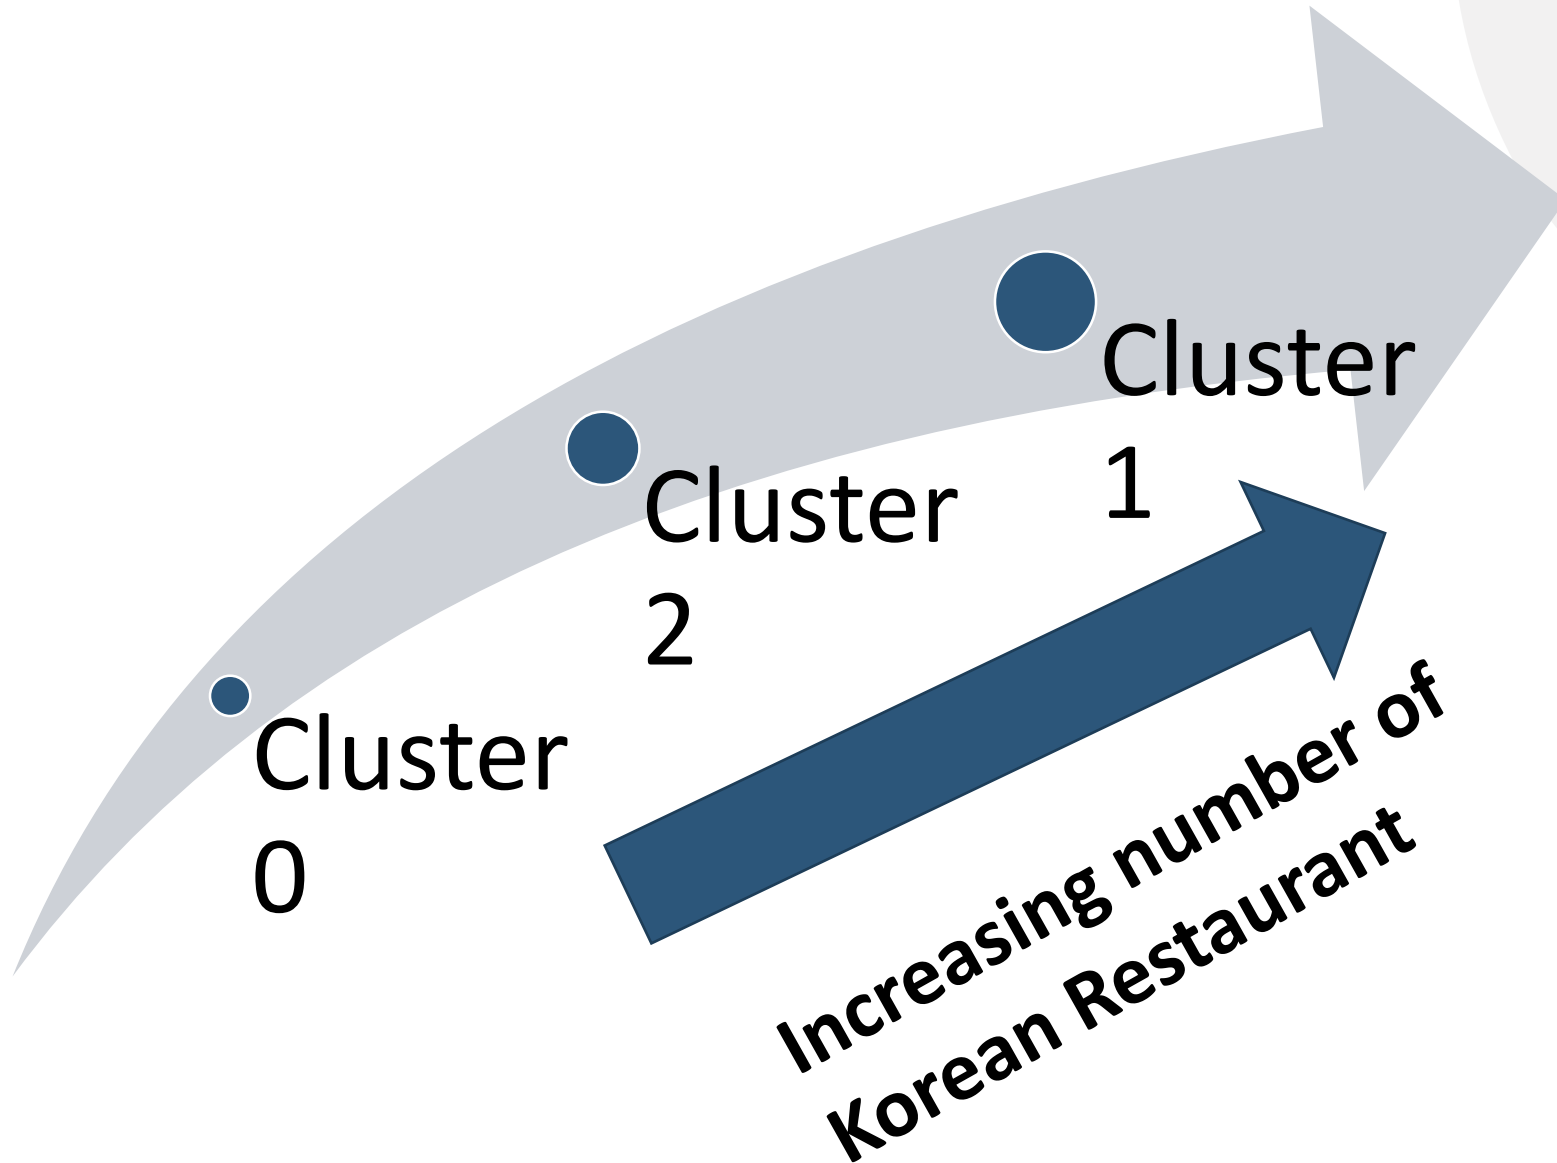 Cluster
1
Cluster
2
Cluster
0
Increasing number of
Korean Restaurant